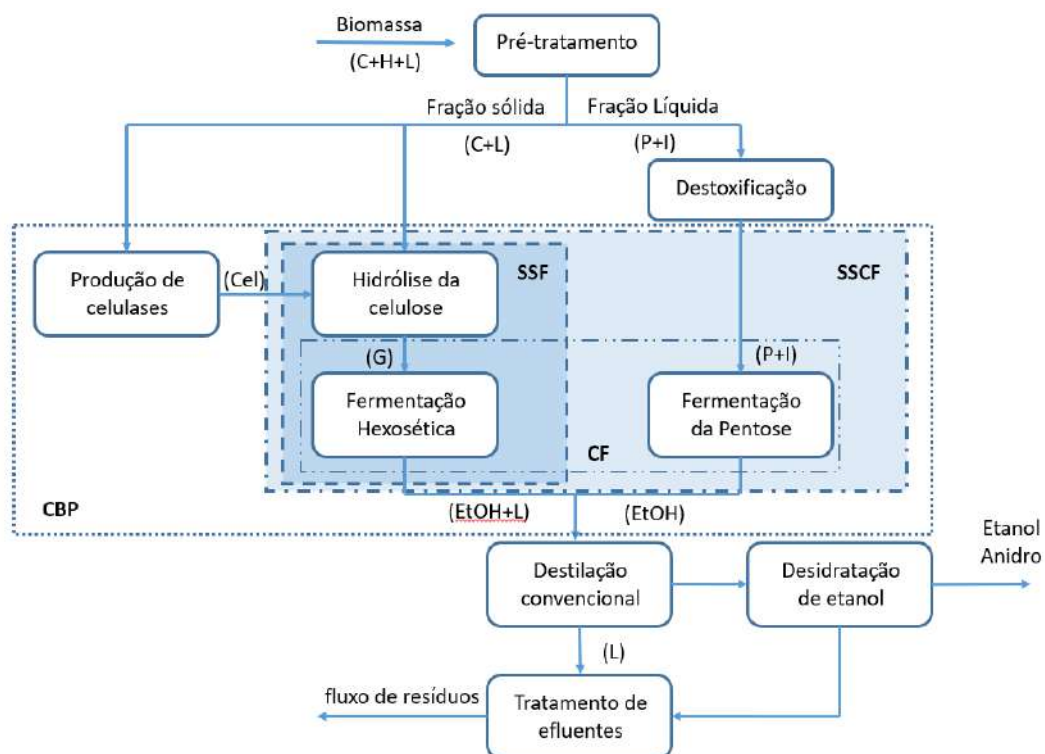 Biomassa
(C+H+L)
Pré-tratamento
Fração sólida
Fração Líquida
(C+L)
(P+I)
Destoxificação
Produção de
celulases
(Cel)
Hidrólise da
celulose
SSF
SSCF
(G)
(P+I)
Fermentação
Hexosética
Fermentação
da Pentose
CF
CBP
(EtOH+L)
(EtOH)
Destilação
convencional
Desidratação
de etanol
Etanol
Anidro
(L)
fluxo de resíduos
Tratamento de
efluentes